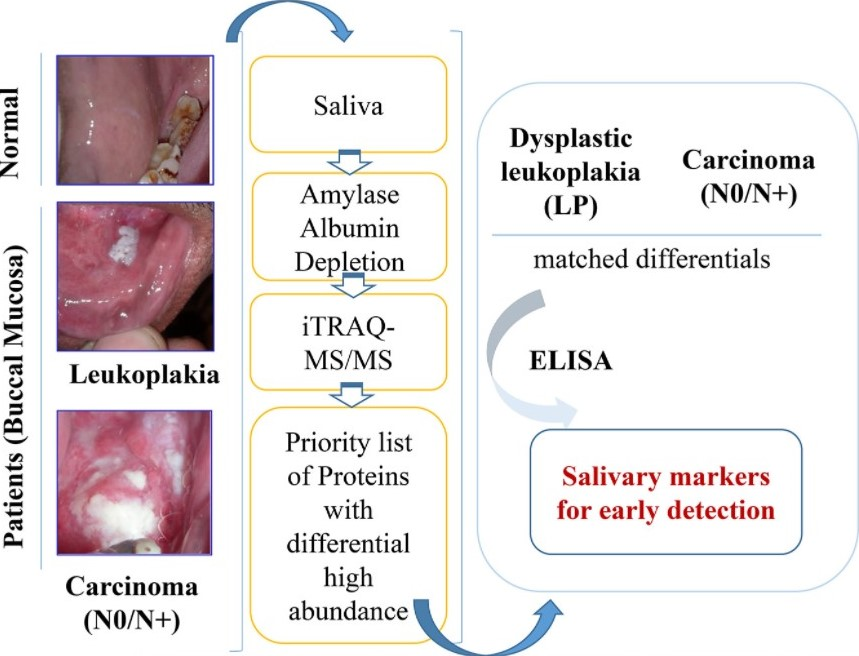 Normal
Patients (Buccal Mucosa)
Leukoplakia
Carcinoma
(N0/N+)
Saliva
Amylase
Albumin
Depletion
iTRAQ-
MS/MS
Priority list
of Proteins
with
differential
high
abundance
Dysplastic
leukoplakia
(LP)
Carcinoma
(N0/N+)
matched differentials
ELISA
Salivary markers
for early detection